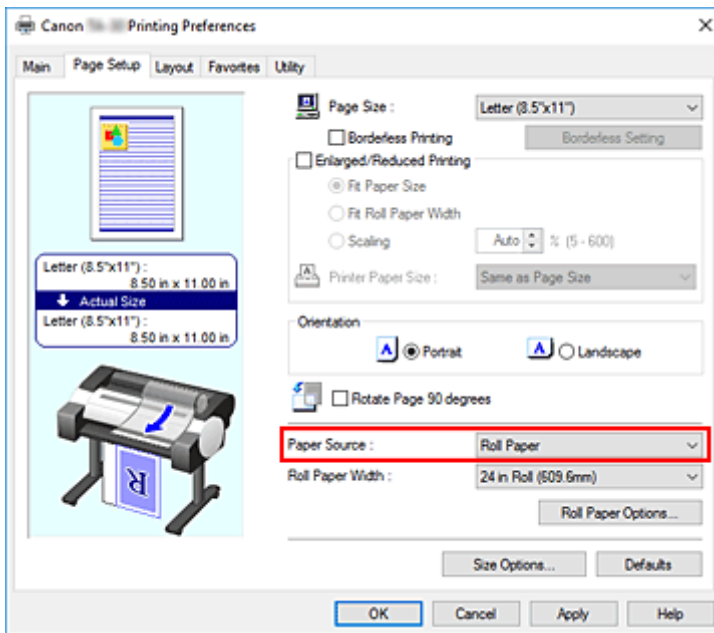 Canon Printing Preferences
Main Page Setup Layout Favorites Utility
Page Size : Letter (8.5"x11")
Borderless Printing Borderless Setting
Enlarged/Reduced Printing
Fit Paper Size
Fit Roll Paper Width
Scaling Auto % (5 - 600)
Printer Paper Size : Same as Page Size
Letter (8.5"x11") :
8.50 in x 11.00 in
Actual Size
Letter (8.5"x11") :
8.50 in x 11.00 in
Orientation
A Portrait A Landscape
Rotate Page 90 degrees
Paper Source : Roll Paper
Roll Paper Width : 24 in Roll (609.6mm)
Roll Paper Options...
R
Size Options... Defaults
OK Cancel Apply Help